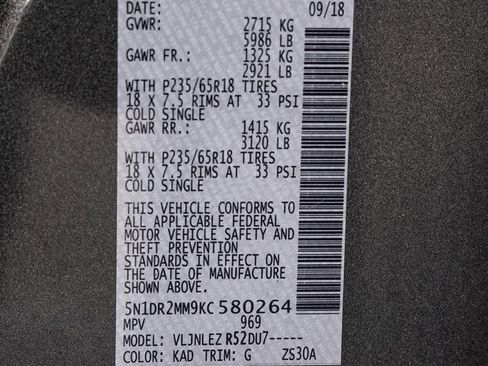 DATE: 09/18
GVWR: 2715 KG
5986 LB
GAWR FR.: 1325 KG
2921 LB
WITH P235/65R18 TIRES
18 X 7.5 RIMS AT 33 PSI
COLD SINGLE
GAWR RR.: 1415 KG
3120 LB
WITH P235/65R18 TIRES
18 X 7.5 RIMS AT 33 PSI
COLD SINGLE
THIS VEHICLE CONFORMS TO
ALL APPLICABLE FEDERAL
MOTOR VEHICLE SAFETY AND
THEFT PREVENTION
STANDARDS IN EFFECT ON
THE DATE OF MANUFACTURE
SHOWN ABOVE.
5N1DR2MM9KC580264
MPV 969
MODEL: VLJNLEZ R52DU7-----
COLOR: KAD TRIM: G ZS30A